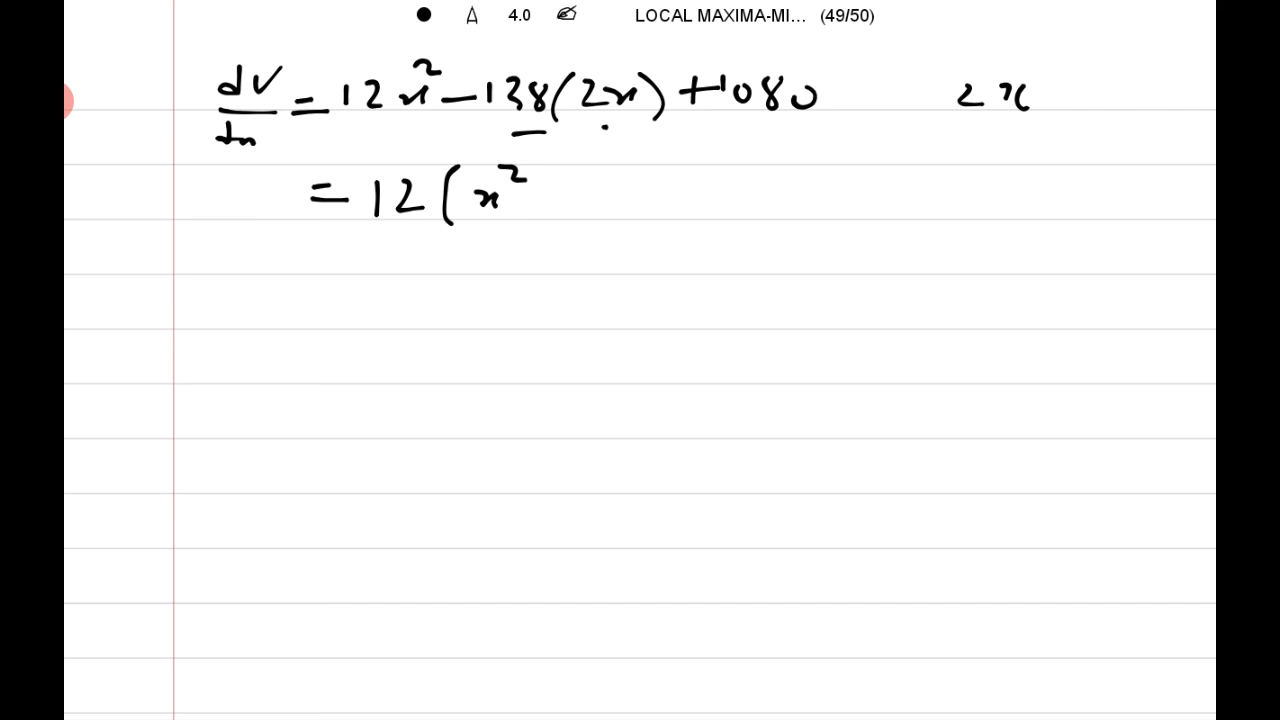 4.0 LOCAL MAXIMA-MI... (49/50)
dV/dx = 12x² - 138(2x) + 1080 2x
= 12(x²